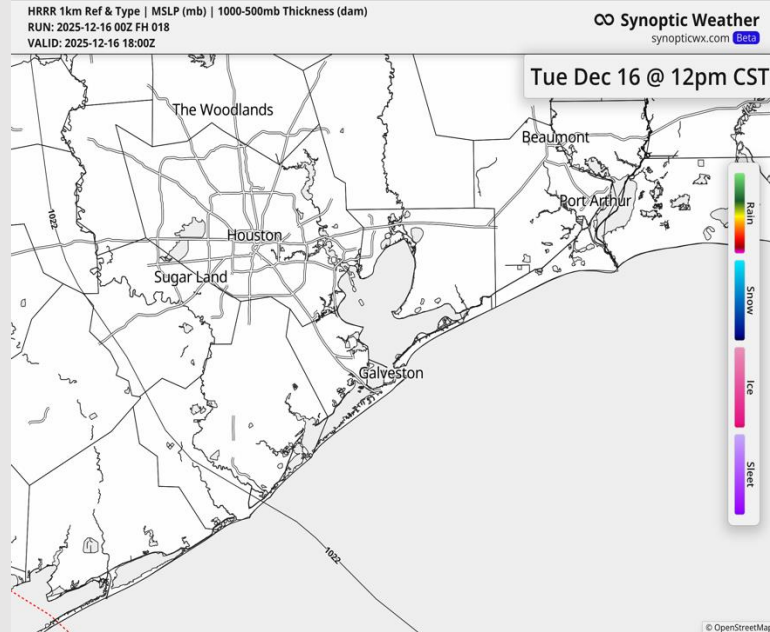 HRRR 1km Ref & Type | MSLP (mb) | 1000-500mb Thickness (dam)
RUN: 2025-12-16 00Z FH 018
VALID: 2025-12-16 18:00Z
Synoptic Weather
synopticwx.com Beta
Tue Dec 16 @ 12pm CST
The Woodlands
Beaumont
Port Arthur
1022
Houston
Sugar Land
Galveston
1022
Rain
Snow
Ice
Sleet
© OpenStreetMap